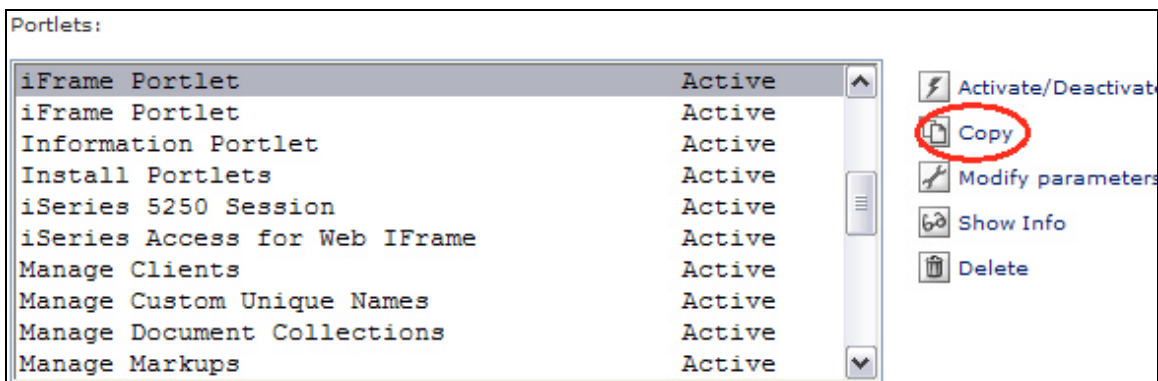 Portlets:
iFrame Portlet Active
iFrame Portlet Active
Information Portlet Active
Install Portlets Active
iSeries 5250 Session Active
iSeries Access for Web IFrame Active
Manage Clients Active
Manage Custom Unique Names Active
Manage Document Collections Active
Manage Markups Active
Activate/Deactivate
Copy
Modify parameters
Show Info
Delete